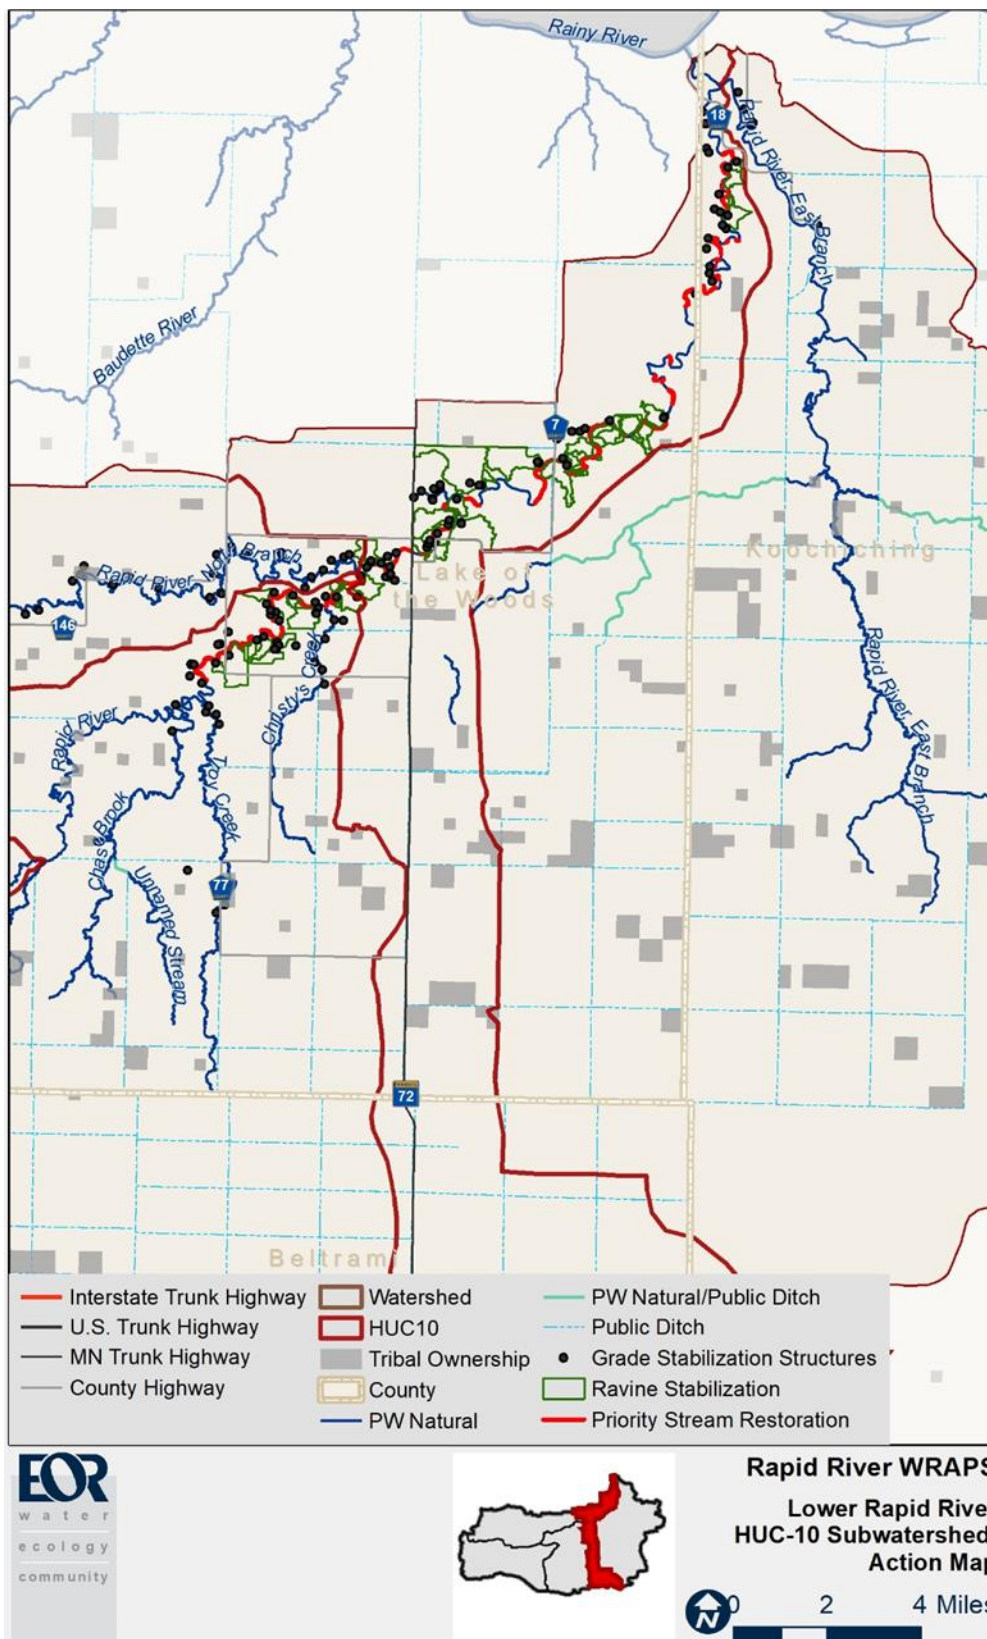 Rainy River
18
Rapid River, East Branch
Baudette River
7
Koochiching
Rapid River, North Branch
Lake of
the Woods
146
Rapid River
Christy's Creek
Troy Creek
Chase Brook
Unnamed Stream
77
Rapid River, East Branch
72
Beltrami
Interstate Trunk Highway
U.S. Trunk Highway
MN Trunk Highway
County Highway
Watershed
HUC10
Tribal Ownership
County
PW Natural
PW Natural/Public Ditch
Public Ditch
Grade Stabilization Structures
Ravine Stabilization
Priority Stream Restoration
EOR
water
ecology
community
Rapid River WRAPS
Lower Rapid River
HUC-10 Subwatershed
Action Map
N
0 2 4 Miles